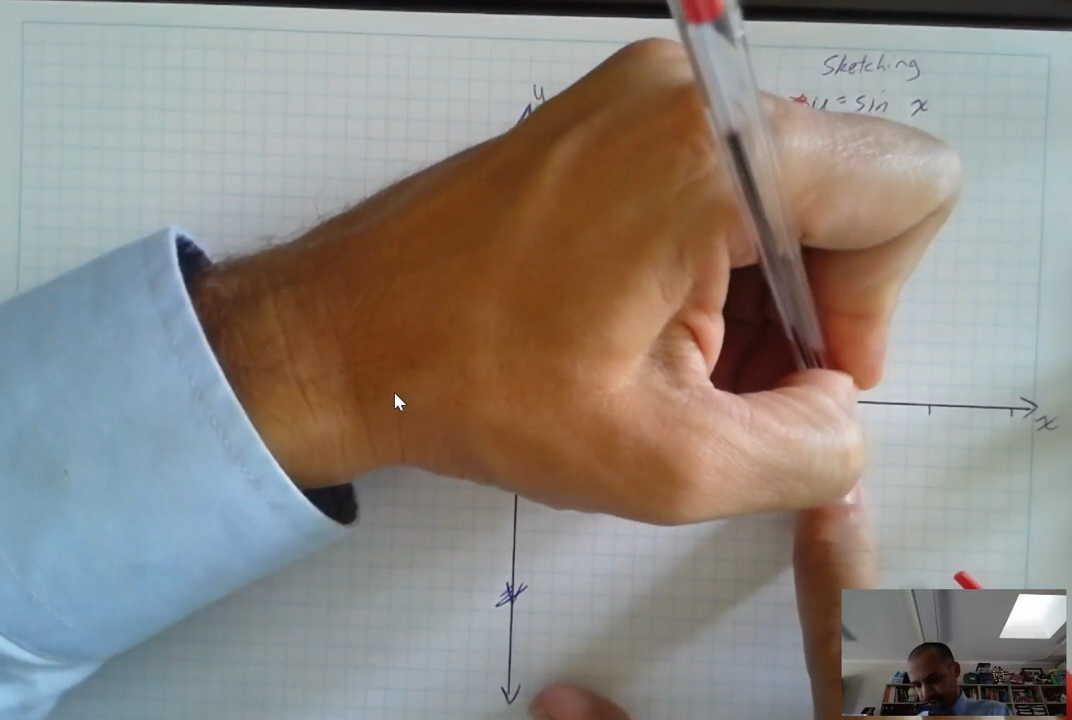 Sketching
y = sin x
y
x